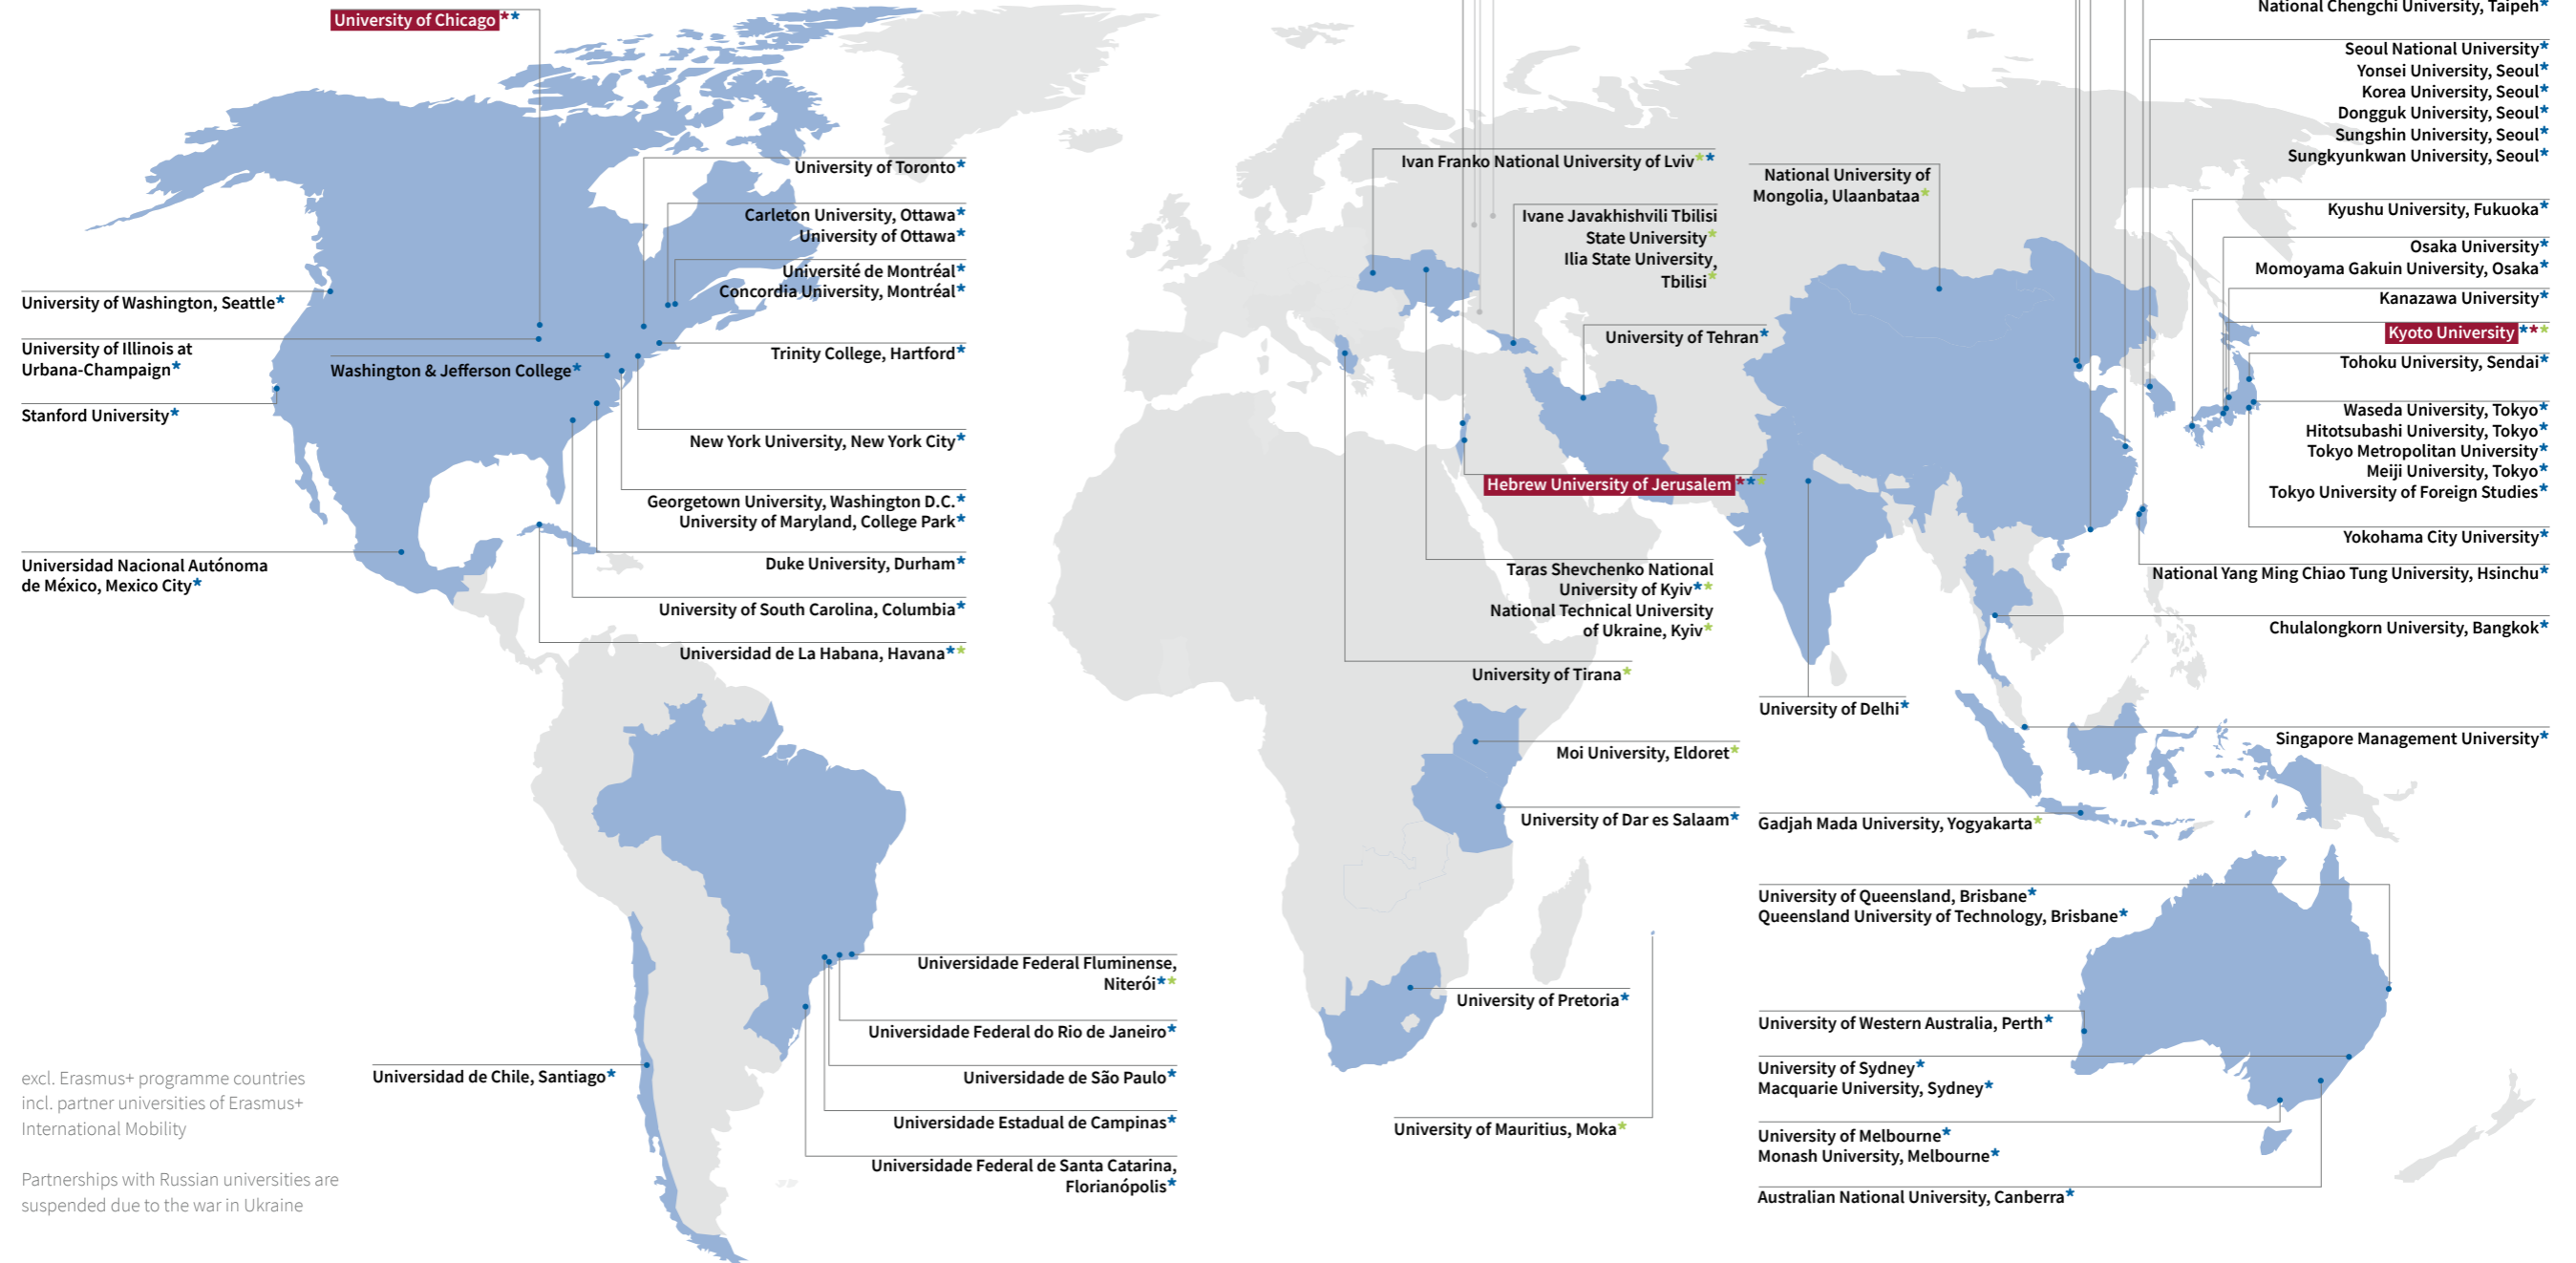 University of Chicago**
University of Toronto*
Carleton University, Ottawa*
University of Ottawa*
Université de Montréal*
Concordia University, Montréal*
University of Washington, Seattle*
University of Illinois at
Urbana-Champaign*
Washington & Jefferson College*
Trinity College, Hartford*
Stanford University*
New York University, New York City*
Georgetown University, Washington D.C.*
University of Maryland, College Park*
Universidad Nacional Autónoma
de México, Mexico City*
Duke University, Durham*
University of South Carolina, Columbia*
Universidad de La Habana, Havana**
Universidade Federal Fluminense,
Niterói**
Universidade Federal do Rio de Janeiro*
Universidad de Chile, Santiago*
Universidade de São Paulo*
Universidade Estadual de Campinas*
Universidade Federal de Santa Catarina,
Florianópolis*
excl. Erasmus+ programme countries
incl. partner universities of Erasmus+
International Mobility
Partnerships with Russian universities are
suspended due to the war in Ukraine
Ivan Franko National University of Lviv**
Ivane Javakhishvili Tbilisi
State University*
Ilia State University,
Tbilisi*
National University of
Mongolia, Ulaanbataa*
University of Tehran*
Hebrew University of Jerusalem***
Taras Shevchenko National
University of Kyiv**
National Technical University
of Ukraine, Kyiv*
University of Tirana*
Moi University, Eldoret*
University of Dar es Salaam*
University of Pretoria*
University of Mauritius, Moka*
National Chengchi University, Taipeh*
Seoul National University*
Yonsei University, Seoul*
Korea University, Seoul*
Dongguk University, Seoul*
Sungshin University, Seoul*
Sungkyunkwan University, Seoul*
Kyushu University, Fukuoka*
Osaka University*
Momoyama Gakuin University, Osaka*
Kanazawa University*
Kyoto University***
Tohoku University, Sendai*
Waseda University, Tokyo*
Hitotsubashi University, Tokyo*
Tokyo Metropolitan University*
Meiji University, Tokyo*
Tokyo University of Foreign Studies*
Yokohama City University*
National Yang Ming Chiao Tung University, Hsinchu*
Chulalongkorn University, Bangkok*
University of Delhi*
Singapore Management University*
Gadjah Mada University, Yogyakarta*
University of Queensland, Brisbane*
Queensland University of Technology, Brisbane*
University of Western Australia, Perth*
University of Sydney*
Macquarie University, Sydney*
University of Melbourne*
Monash University, Melbourne*
Australian National University, Canberra*